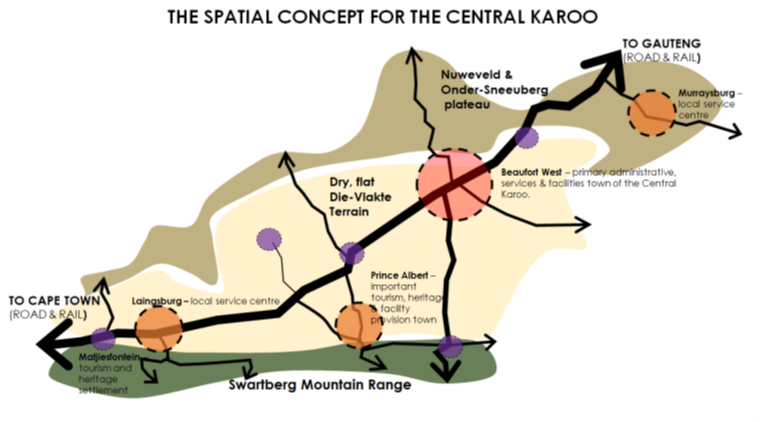 THE SPATIAL CONCEPT FOR THE CENTRAL KAROO
TO GAUTENG
(ROAD & RAIL)
Nuweveld &
Onder-Sneeuberg
plateau
Murraysburg –
local service
centre
Beaufort West – primary administrative,
services & facilities town of the Central
Karoo.
Dry, flat
Die-Vlakte
Terrain
Prince Albert –
important
tourism, heritage
& facility
provision town
TO CAPE TOWN
(ROAD & RAIL)
Laingsburg – local service centre
Matjiesfontein
tourism and
heritage
settlement
Swartberg Mountain Range